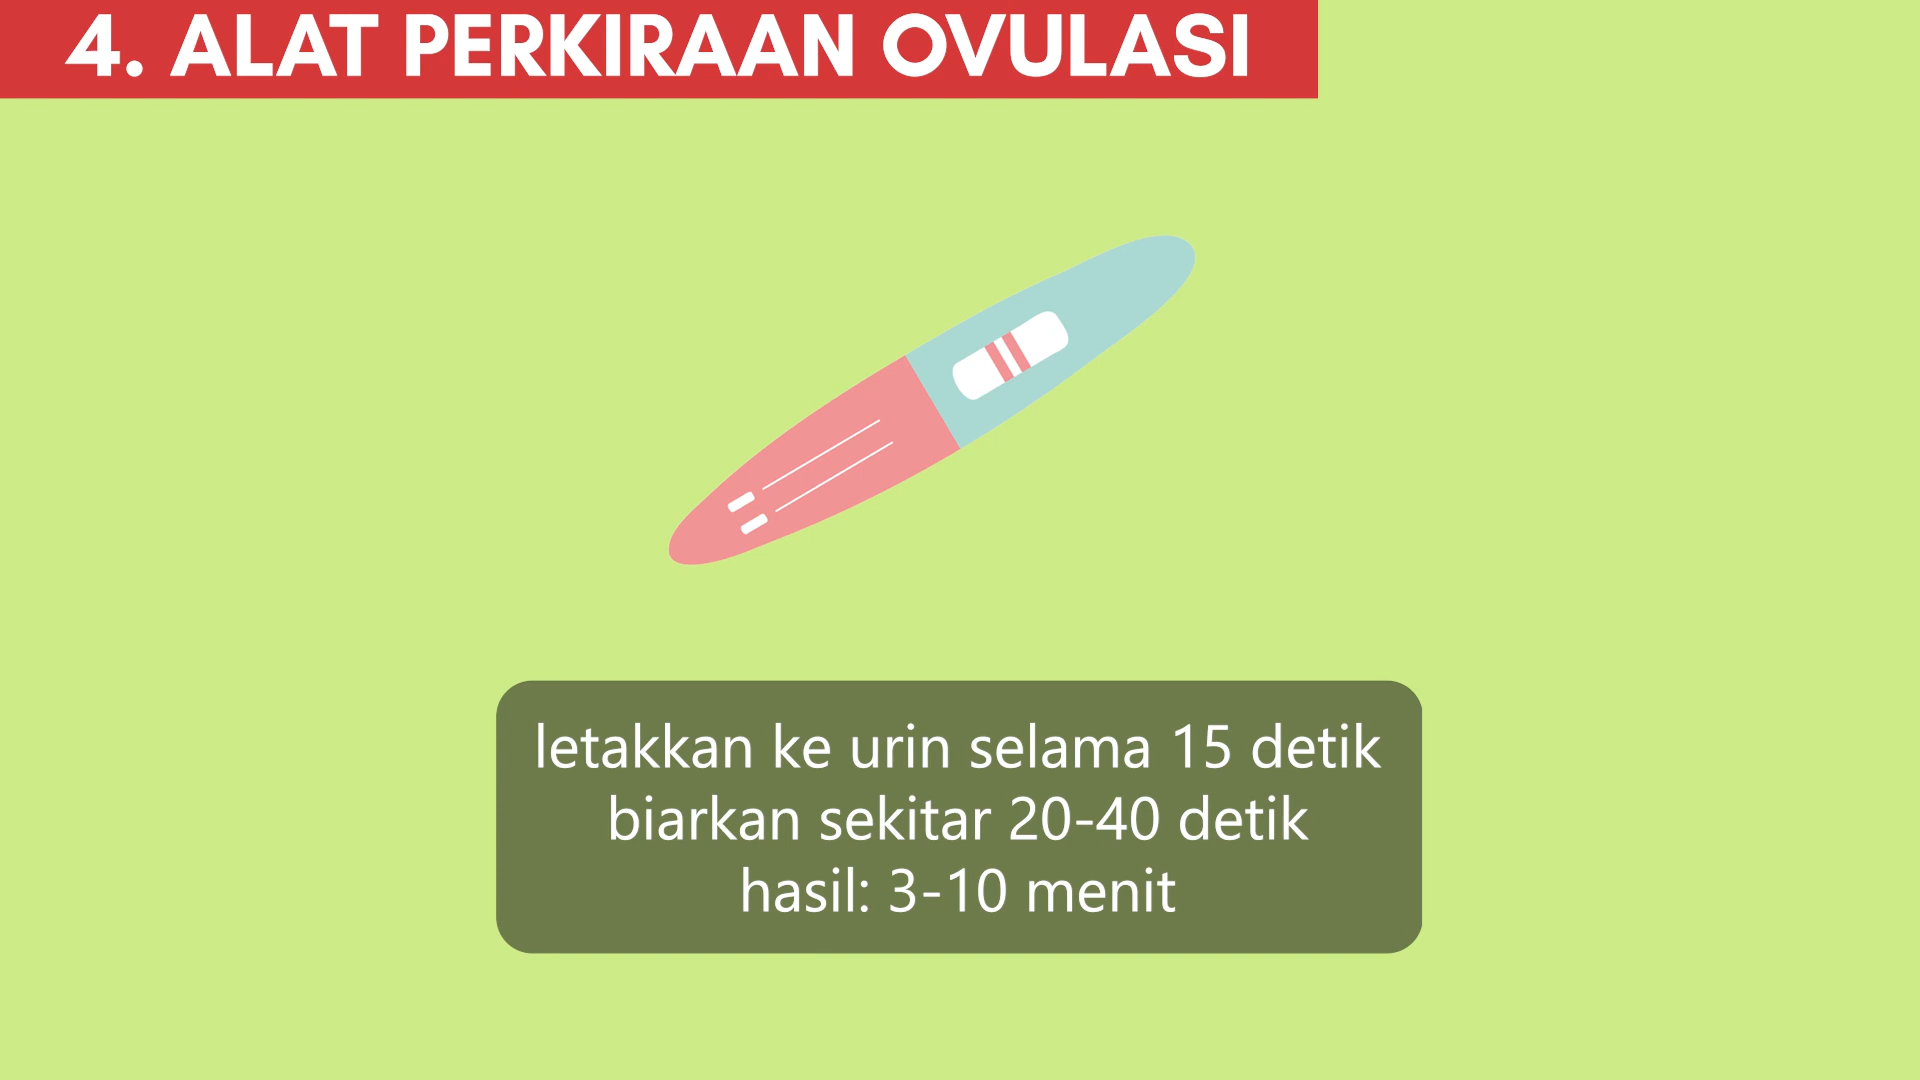 4. ALAT PERKIRAAN OVULASI
letakkan ke urin selama 15 detik
biarkan sekitar 20-40 detik
hasil: 3-10 menit